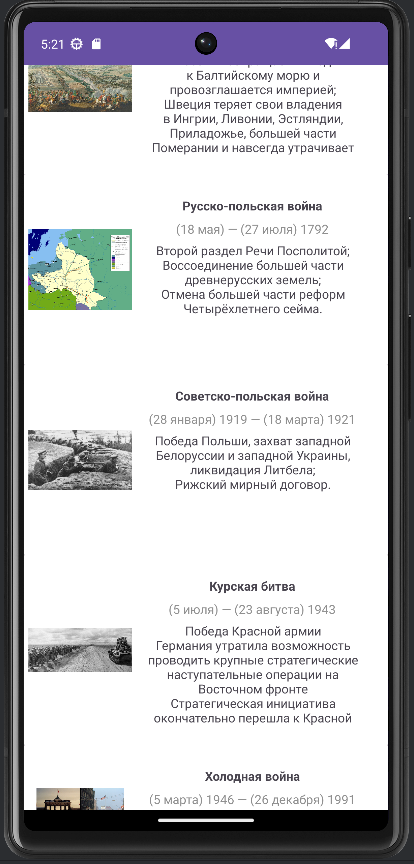 5:21
к Балтийскому морю и
провозглашается империей;
Швеция теряет свои владения
в Ингрии, Ливонии, Эстляндии,
Приладожье, большей части
Померании и навсегда утрачивает
Русско-польская война
(18 мая) — (27 июля) 1792
Второй раздел Речи Посполитой;
Воссоединение большей части
древнерусских земель;
Отмена большей части реформ
Четырёхлетнего сейма.
Советско-польская война
(28 января) 1919 — (18 марта) 1921
Победа Польши, захват западной
Белоруссии и западной Украины,
ликвидация Литбела;
Рижский мирный договор.
Курская битва
(5 июля) — (23 августа) 1943
Победа Красной армии
Германия утратила возможность
проводить крупные стратегические
наступательные операции на
Восточном фронте
Стратегическая инициатива
окончательно перешла к Красной
Холодная война
(5 марта) 1946 — (26 декабря) 1991